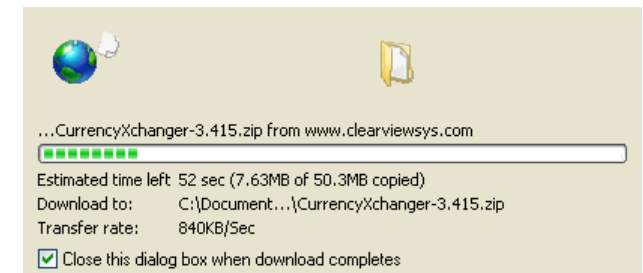 ...CurrencyXchanger-3.415.zip from www.clearviewsys.com
Estimated time left 52 sec (7.63MB of 50.3MB copied)
Download to: C:\Document...\CurrencyXchanger-3.415.zip
Transfer rate: 840KB/Sec
Close this dialog box when download completes